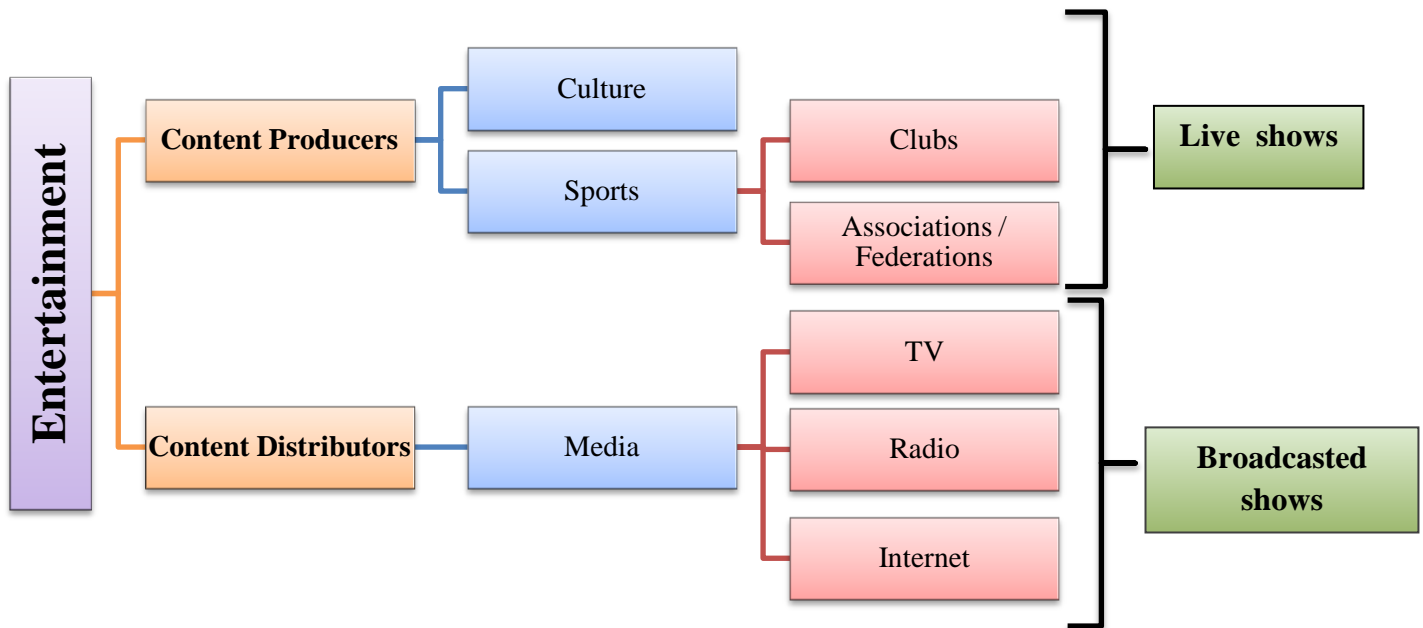 Entertainment
Content Producers
Culture
Sports
Clubs
Associations /
Federations
Live shows
Content Distributors
Media
TV
Radio
Internet
Broadcasted
shows